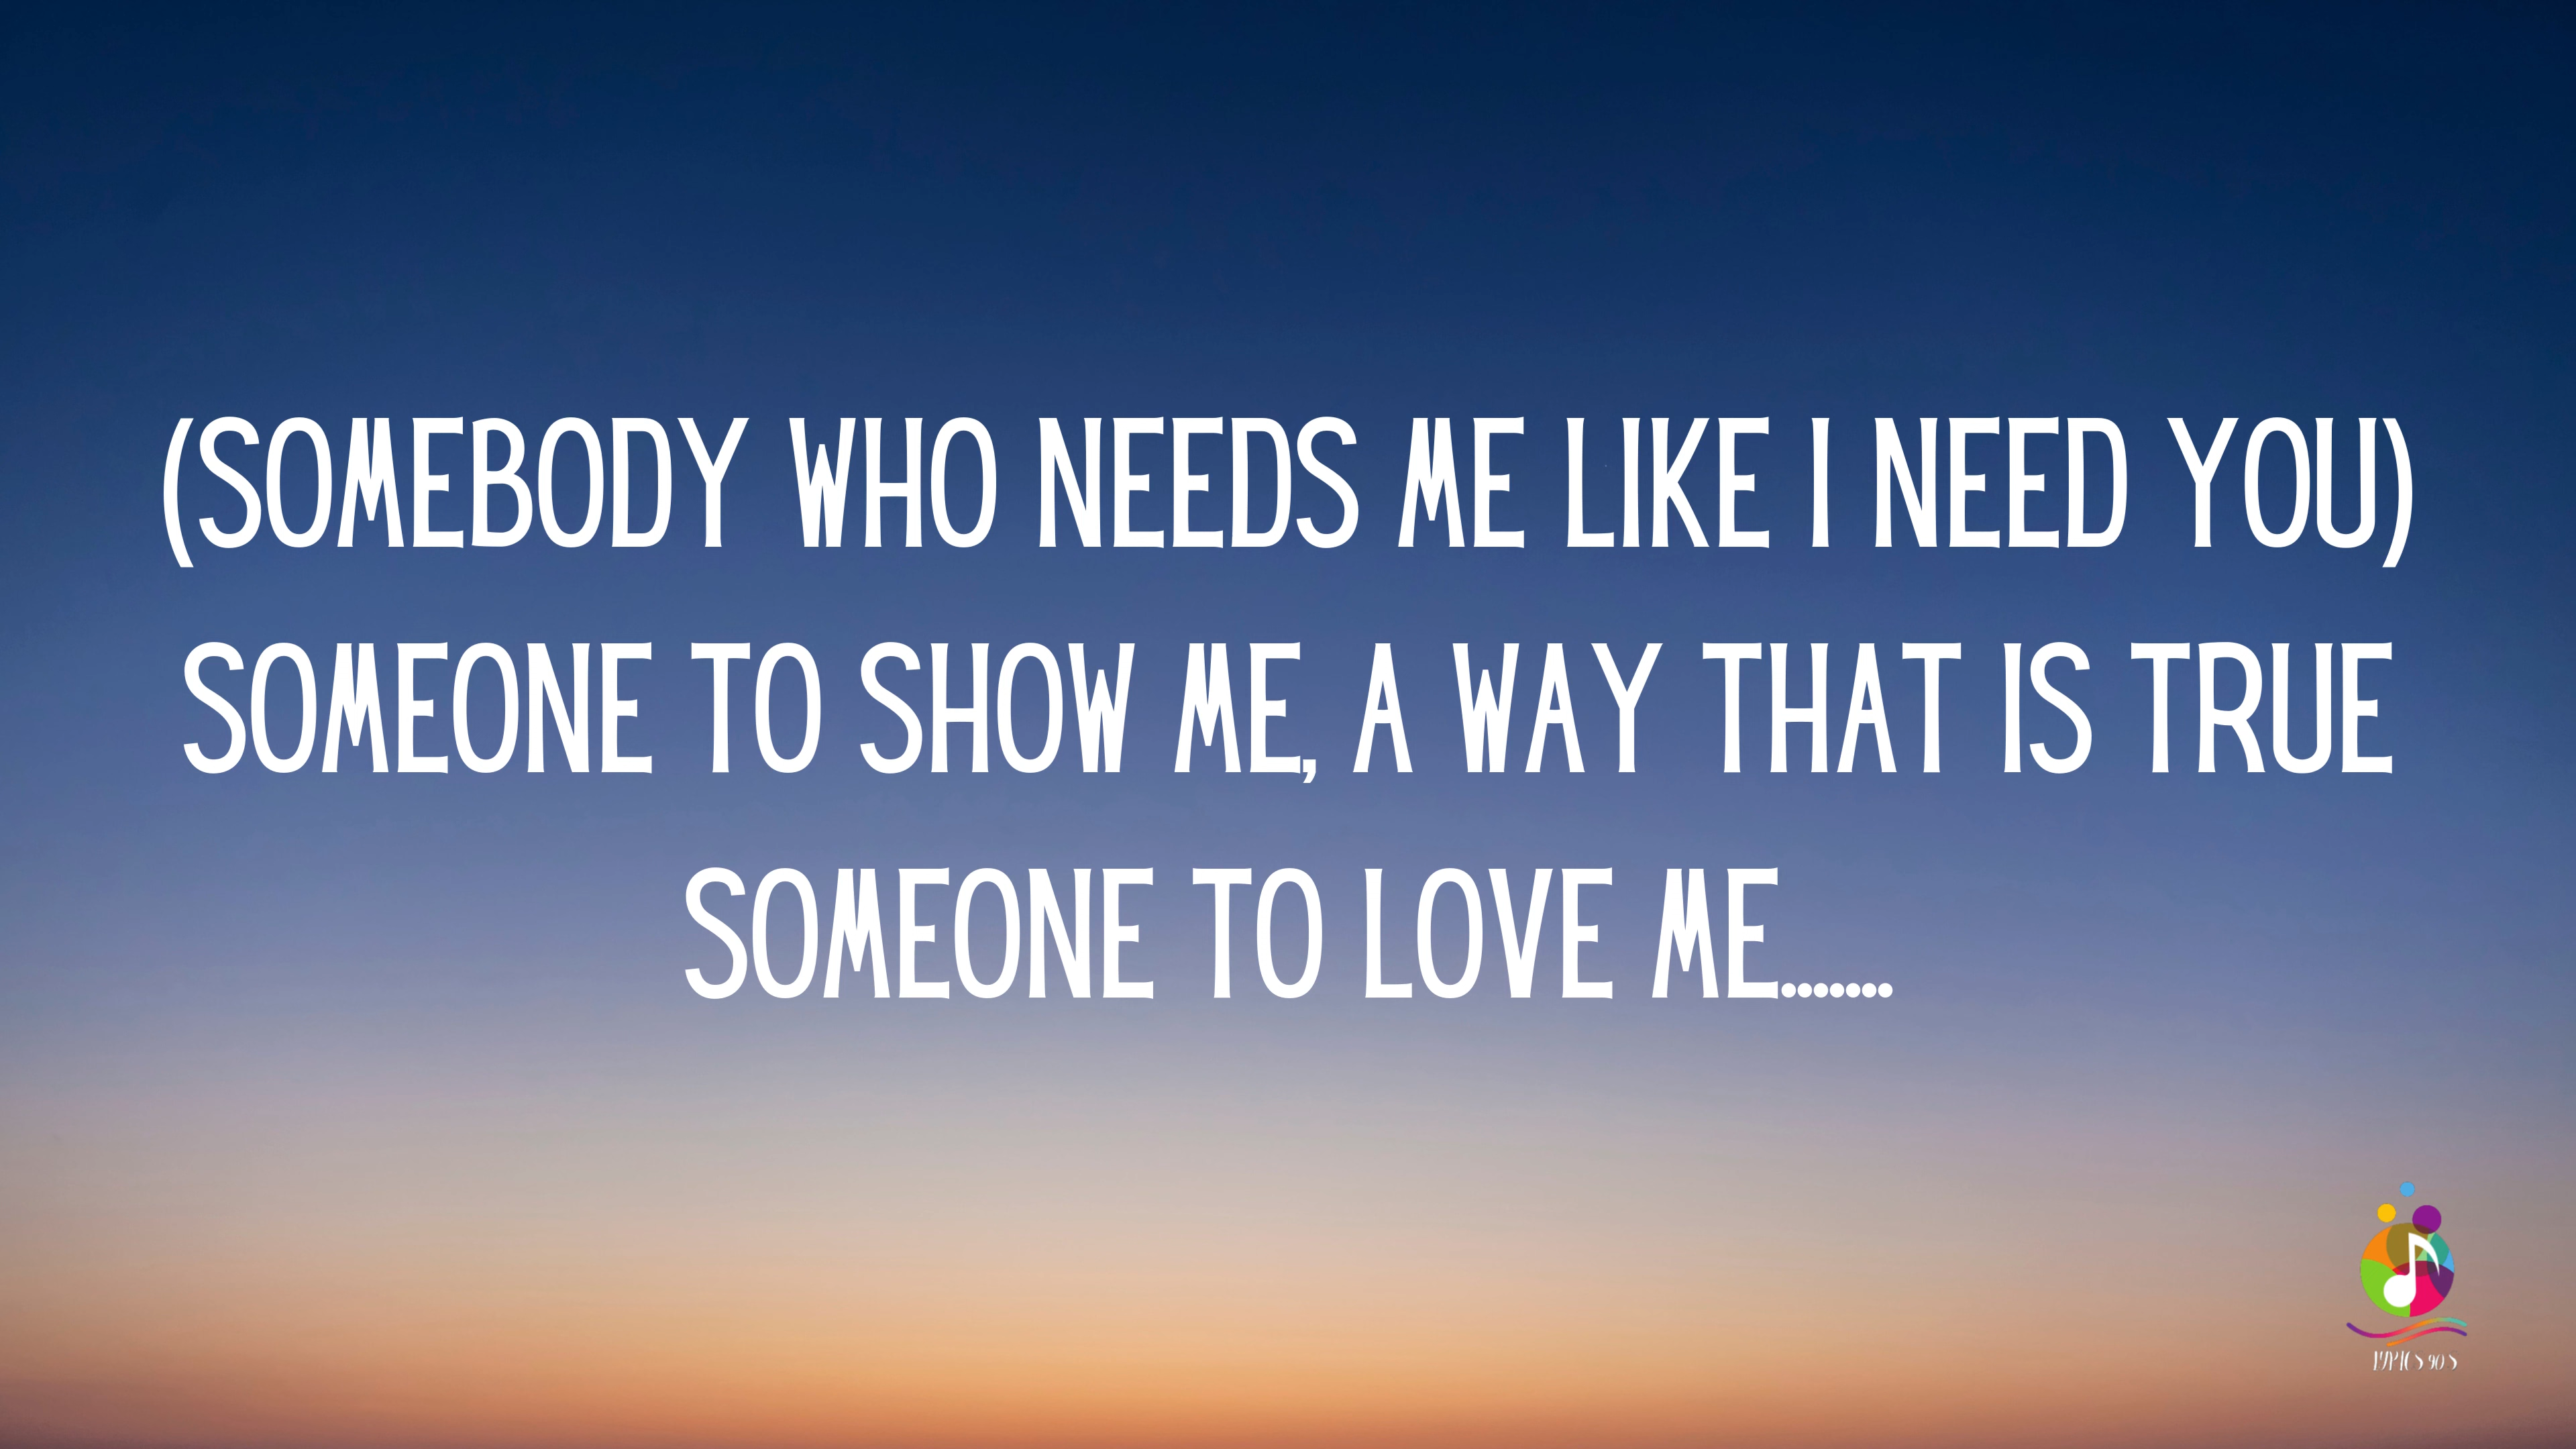 (SOMEBODY WHO NEEDS ME LIKE I NEED YOU)
SOMEONE TO SHOW ME, A WAY THAT IS TRUE
SOMEONE TO LOVE ME.......